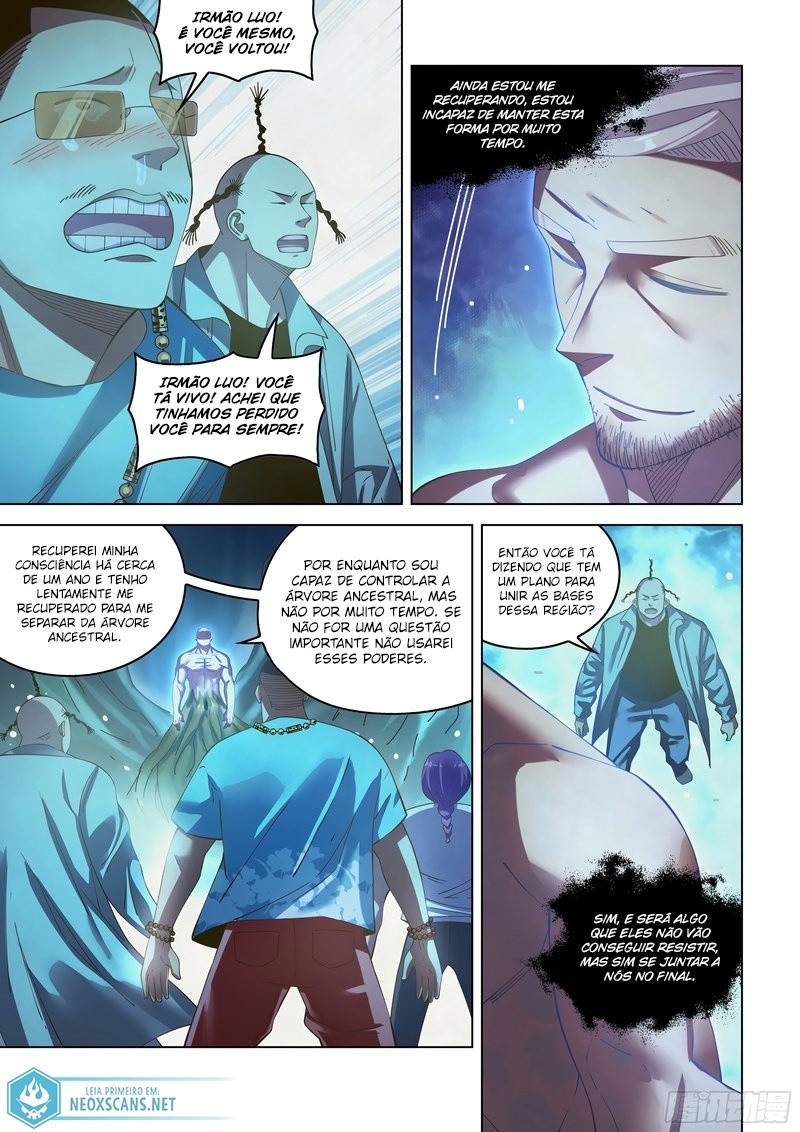 IRMÃO LUO!
É VOCÊ MESMO,
VOCÊ VOLTOU!
IRMÃO LUO! VOCÊ
TÁ VIVO! ACHEI QUE
TINHAMOS PERDIDO
VOCÊ PARA SEMPRE!
AINDA ESTOU ME
RECUPERANDO, ESTOU
INCAPAZ DE MANTER ESTA
FORMA POR MUITO
TEMPO.
RECUPEREI MINHA
CONSCIÊNCIA HÁ CERCA
DE UM ANO E TENHO
LENTAMENTE ME
RECUPERADO PARA ME
SEPARAR DA ÁRVORE
ANCESTRAL.
POR ENQUANTO SOU
CAPAZ DE CONTROLAR A
ÁRVORE ANCESTRAL, MAS
NÃO POR MUITO TEMPO. SE
NÃO FOR UMA QUESTÃO
IMPORTANTE NÃO USAREI
ESSES PODERES.
ENTÃO VOCÊ TÁ
DIZENDO QUE TEM
UM PLANO PARA
UNIR AS BASES
DESSA REGIÃO?
SIM, E SERÁ ALGO
QUE ELES NÃO VÃO
CONSEGUIR RESISTIR,
MAS SIM SE JUNTAR A
NÓS NO FINAL.
LEIA PRIMEIRO EM:
NEOXSCANS.NET
腾讯动漫